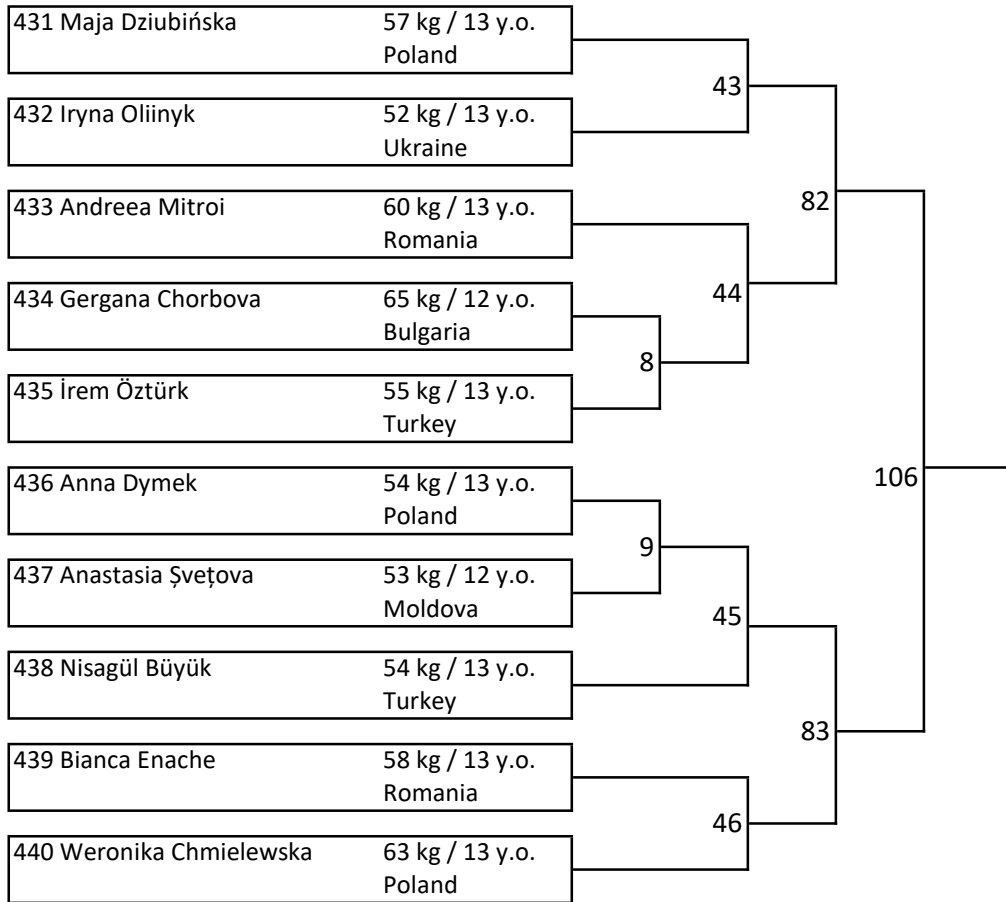 431 Maja Dziubińska 57 kg / 13 y.o.
Poland
43
432 Iryna Oliinyk 52 kg / 13 y.o.
Ukraine
433 Andreea Mitroi 60 kg / 13 y.o.
82
Romania
44
434 Gergana Chorbova 65 kg / 12 y.o.
Bulgaria
8
435 İrem Öztürk 55 kg / 13 y.o.
Turkey
436 Anna Dymek 54 kg / 13 y.o.
106
Poland
9
437 Anastasia Șvețova 53 kg / 12 y.o.
Moldova
45
438 Nisagül Büyük 54 kg / 13 y.o.
Turkey
83
439 Bianca Enache 58 kg / 13 y.o.
Romania
46
440 Weronika Chmielewska 63 kg / 13 y.o.
Poland